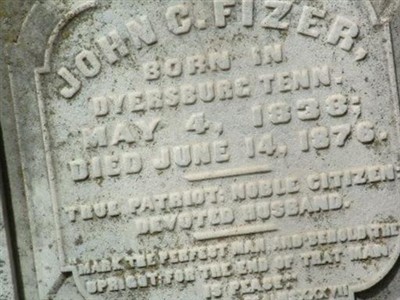 JOHN C. FIZER,
BORN IN
DYERSBURG TENN.
MAY 4, 1838;
DIED JUNE 14, 1876.
TRUE PATRIOT, NOBLE CITIZEN
DEVOTED HUSBAND.
MARK THE PERFECT MAN AND BEHOLD THE
UPRIGHT: FOR THE END OF THAT MAN
IS PEACE.